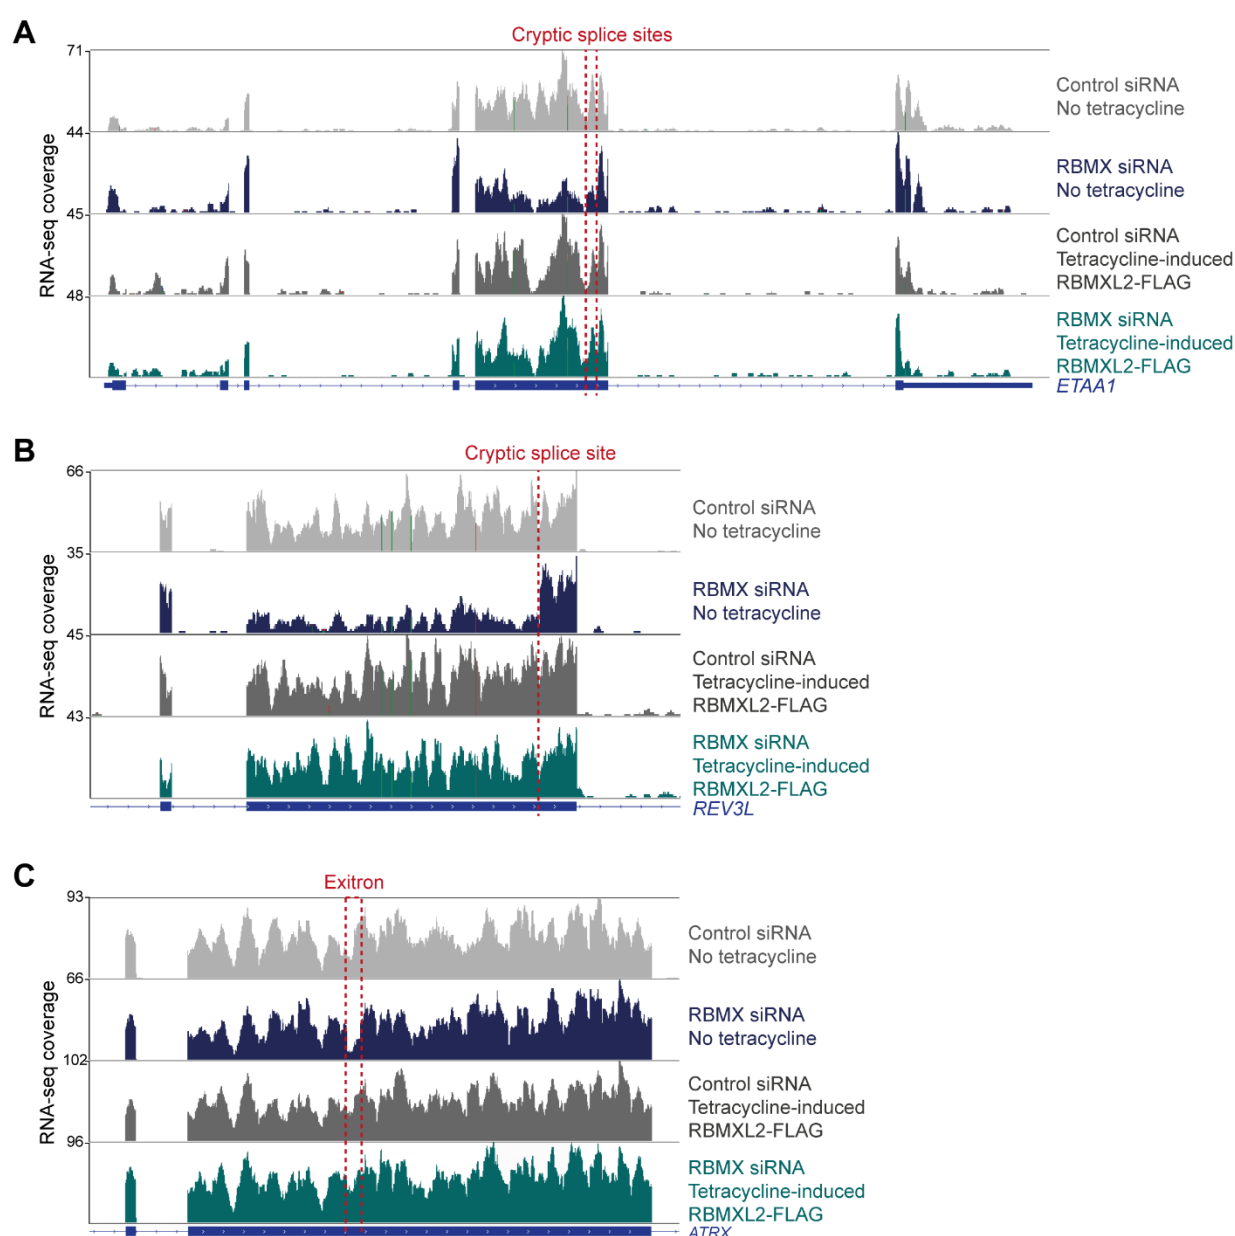 A
Cryptic splice sites
71
Control siRNA
No tetracycline
44
RBMX siRNA
No tetracycline
45
Control siRNA
Tetracycline-induced
RBMXL2-FLAG
48
RBMX siRNA
Tetracycline-induced
RBMXL2-FLAG
RNA-seq coverage
ETAA1
B
Cryptic splice site
66
Control siRNA
No tetracycline
35
RBMX siRNA
No tetracycline
45
Control siRNA
Tetracycline-induced
RBMXL2-FLAG
43
RBMX siRNA
Tetracycline-induced
RBMXL2-FLAG
RNA-seq coverage
REV3L
C
Exitron
93
Control siRNA
No tetracycline
66
RBMX siRNA
No tetracycline
102
Control siRNA
Tetracycline-induced
RBMXL2-FLAG
96
RBMX siRNA
Tetracycline-induced
RBMXL2-FLAG
RNA-seq coverage
ATRX